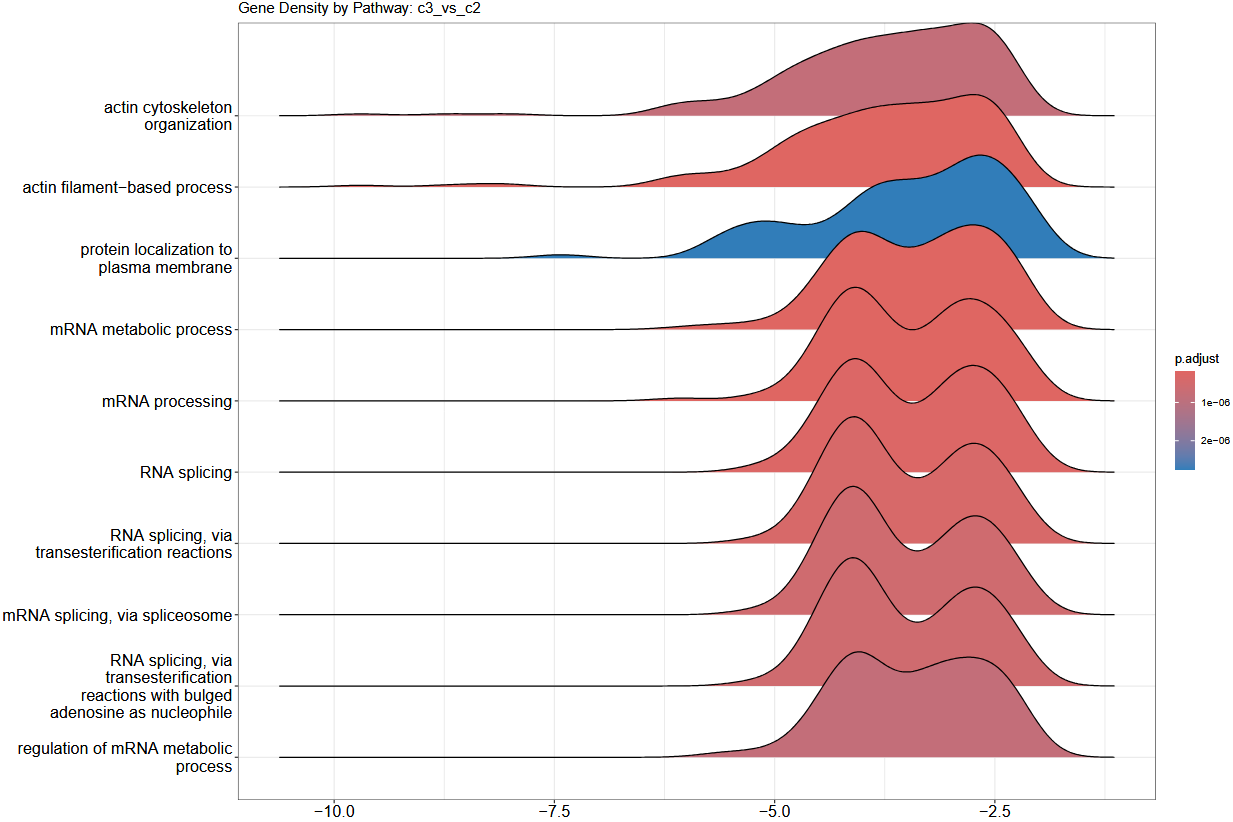 Gene Density by Pathway: c3_vs_c2
actin cytoskeleton
organization
actin filament−based process
protein localization to
plasma membrane
mRNA metabolic process
mRNA processing
RNA splicing
RNA splicing, via
transesterification reactions
mRNA splicing, via spliceosome
RNA splicing, via
transesterification
reactions with bulged
adenosine as nucleophile
regulation of mRNA metabolic
process
−10.0
−7.5
−5.0
−2.5
p.adjust
1e−06
2e−06